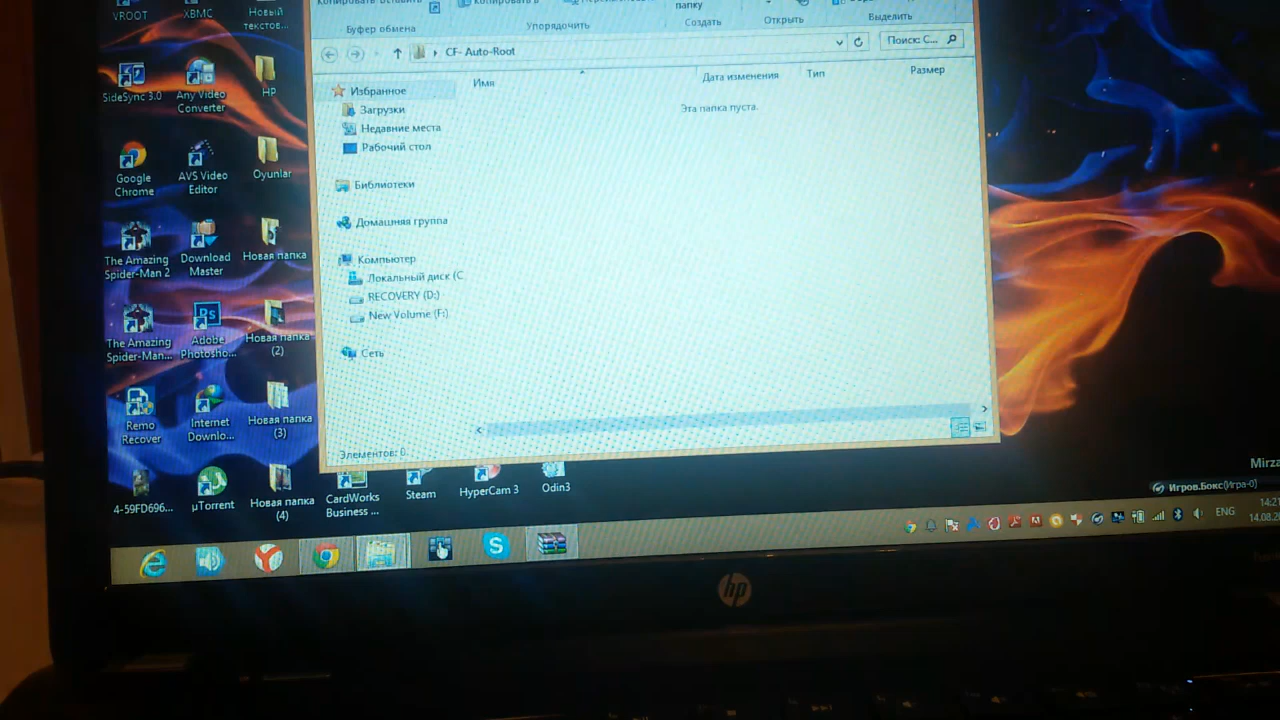 VROOT
XBMC
Новый
текстов...
папку
Буфер обмена
Упорядочить
Создать
Открыть
Выделить
CF- Auto-Root
Поиск: C...
Имя
Дата изменения
Тип
Размер
Эта папка пуста.
Избранное
Загрузки
Недавние места
Рабочий стол
Библиотеки
Домашняя группа
Компьютер
Локальный диск (C
RECOVERY (D:)
New Volume (F:)
Сеть
Элементов: 0
SideSync 3.0
Any Video
Converter
HP
Google
Chrome
AVS Video
Editor
Oyunlar
The Amazing
Spider-Man 2
Download
Master
Новая папка
The Amazing
Spider-Man...
Ps
Adobe
Photosho...
Новая папка
(2)
Remo
Recover
Internet
Downlo...
Новая папка
(3)
4-59FD696...
µTorrent
Новая папка
(4)
CardWorks
Business ...
Steam
HyperCam 3
Odin3
Игров.Бокс(Игра-0)
ENG
14:21
14.08.2
hp